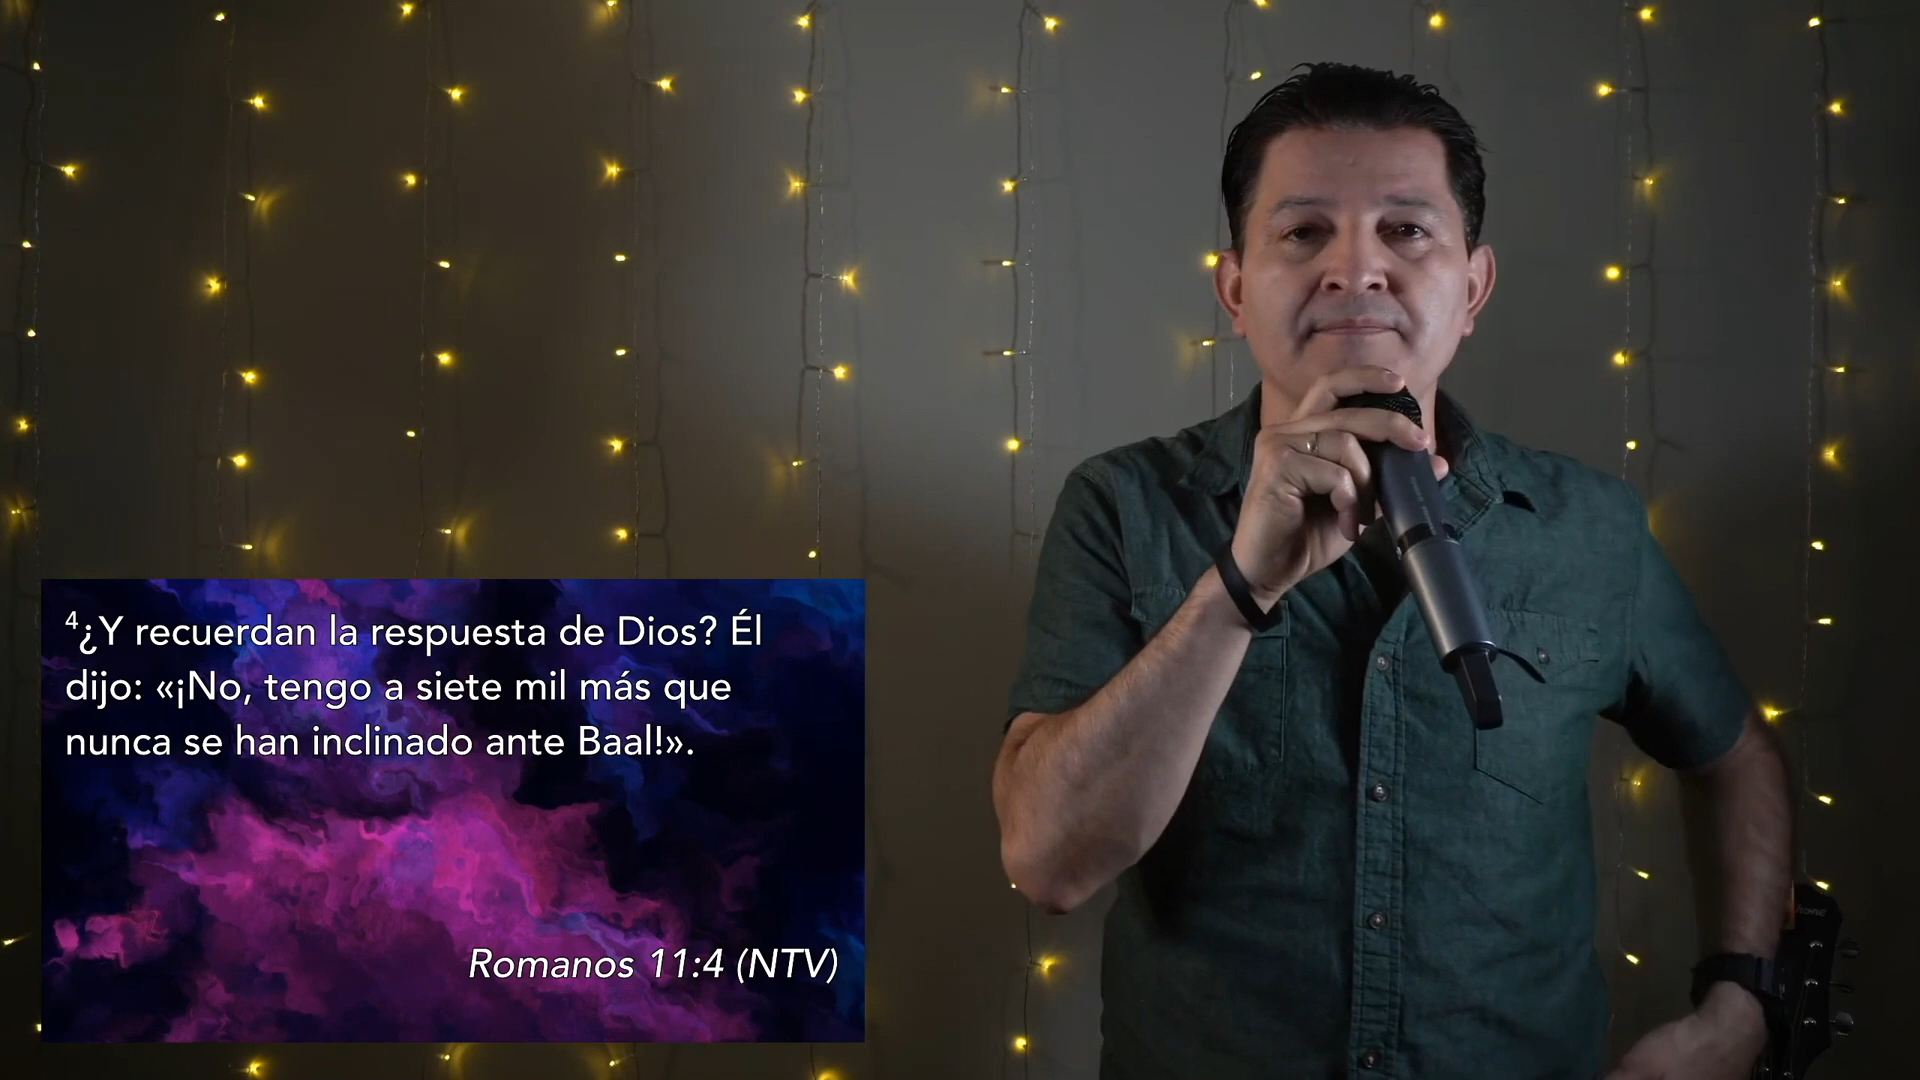 ⁴¿Y recuerdan la respuesta de Dios? Él
dijo: «¡No, tengo a siete mil más que
nunca se han inclinado ante Baal!».
Romanos 11:4 (NTV)